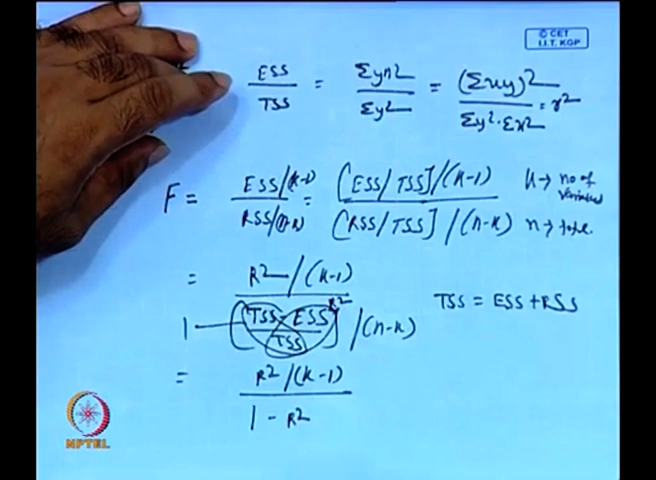 © CET
I.I.T. KGP
ESS/TSS = Σyn²/Σy² = (Σxy)²/Σy²·Σx² = r²
F = ESS/(k-1) / RSS/(n-k) = [ESS/TSS]/(k-1) / [RSS/TSS]/(n-k)
k → no of variables
n → total
= R²/(k-1) / [TSS - ESS / TSS]/(n-k)
R²
1
TSS = ESS + RSS
= R²/(k-1) / 1 - R²
NPTEL